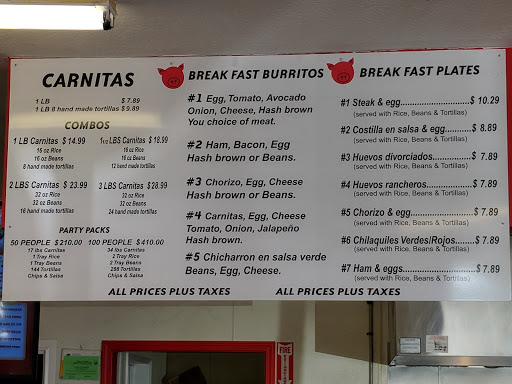 CARNITAS
1 LB $ 7.89
1 LB 8 hand made tortillas $ 9.89
COMBOS
1 LB Carnitas $ 14.99
16 oz Rice
16 oz Beans
8 hand made tortillas
1 1/2 LBS Carnitas $ 18.99
16 oz Rice
16 oz Beans
12 hand made tortillas
2 LBS Carnitas $ 23.99
32 oz Rice
32 oz Beans
16 hand made tortillas
3 LBS Carnitas $28.99
32 oz Rice
32 oz Beans
24 hand made tortillas
PARTY PACKS
50 PEOPLE $210.00
17 lbs Carnitas
1 Tray Rice
1 Tray Beans
144 Tortillas
Chips & Salsa
100 PEOPLE $410.00
34 lbs Carnitas
2 Tray Rice
2 Tray Beans
288 Tortillas
Chips & Salsa
BREAK FAST BURRITOS
#1 Egg, Tomato, Avocado
Onion, Cheese, Hash brown
You choice of meat.
#2 Ham, Bacon, Egg
Hash brown or Beans.
#3 Chorizo, Egg, Cheese
Hash brown or Beans.
#4 Carnitas, Egg, Cheese
Tomato, Onion, Jalapeño
Hash brown.
#5 Chicharron en salsa verde
Beans, Egg, Cheese.
BREAK FAST PLATES
#1 Steak & egg............................$ 10.29
(served with Rice, Beans & Tortillas)
#2 Costilla en salsa & egg.........$ 8.89
(served with Rice, Beans & Tortillas)
#3 Huevos divorciados...............$ 7.89
(served with Rice, Beans & Tortillas)
#4 Huevos rancheros.................$ 7.89
(served with Rice, Beans & Tortillas)
#5 Chorizo & egg........................$ 7.89
(served with Rice, Beans & Tortillas)
#6 Chilaquiles Verdes/Rojos........$ 7.89
(served with Rice, Beans & Tortillas)
#7 Ham & eggs............................$ 7.89
(served with Rice, Beans & Tortillas)
ALL PRICES PLUS TAXES
ALL PRICES PLUS TAXES
FIRE